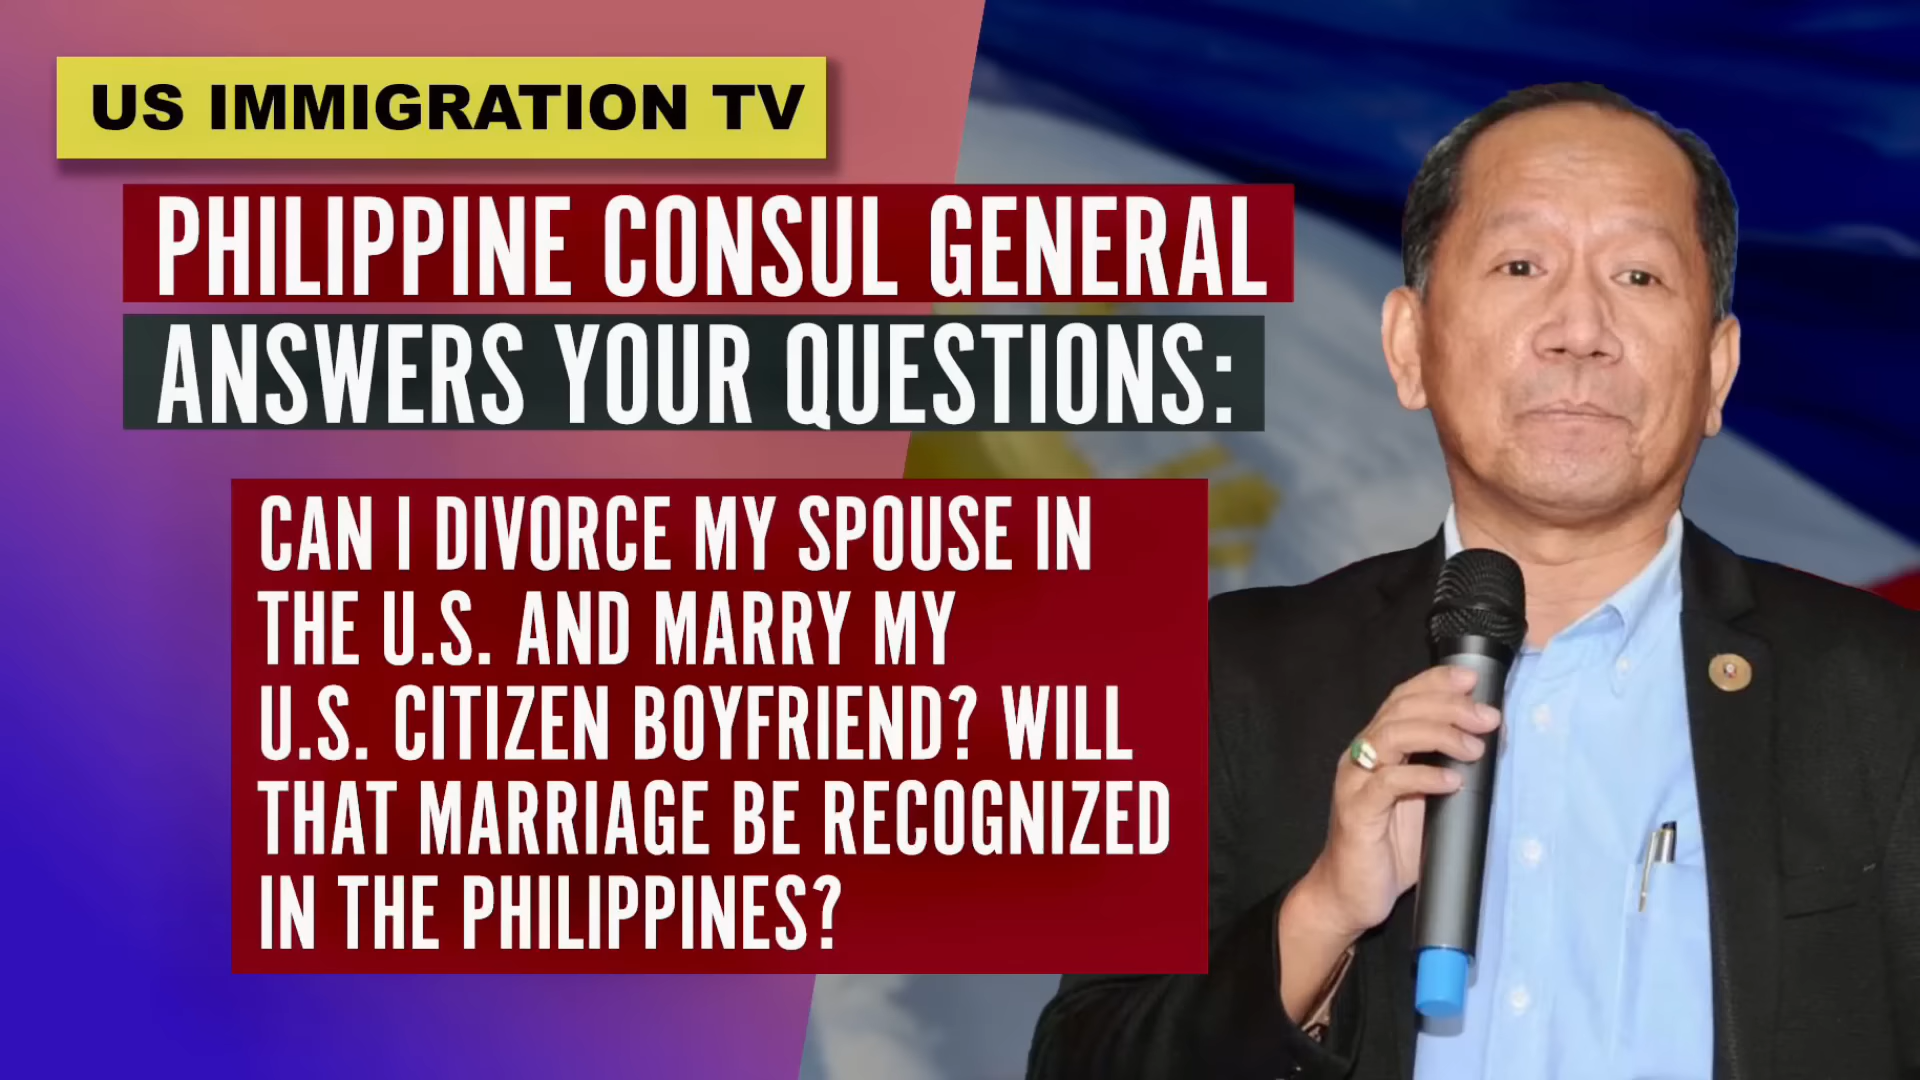 US IMMIGRATION TV
PHILIPPINE CONSUL GENERAL
ANSWERS YOUR QUESTIONS:
CAN I DIVORCE MY SPOUSE IN
THE U.S. AND MARRY MY
U.S. CITIZEN BOYFRIEND? WILL
THAT MARRIAGE BE RECOGNIZED
IN THE PHILIPPINES?